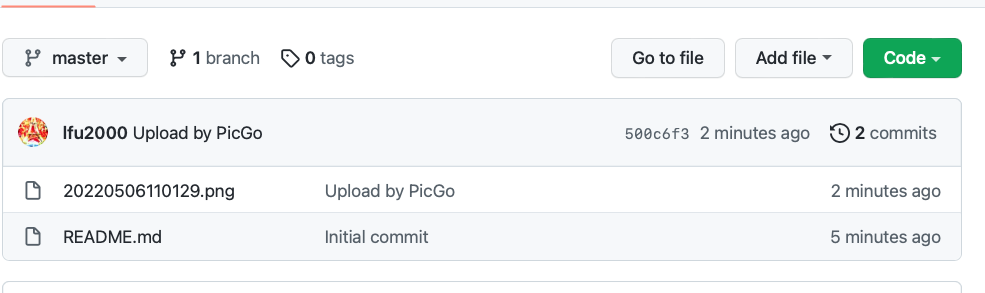 master 1 branch 0 tags Go to file Add file Code
lfu2000 Upload by PicGo 500c6f3 2 minutes ago 2 commits
20220506110129.png Upload by PicGo 2 minutes ago
README.md Initial commit 5 minutes ago